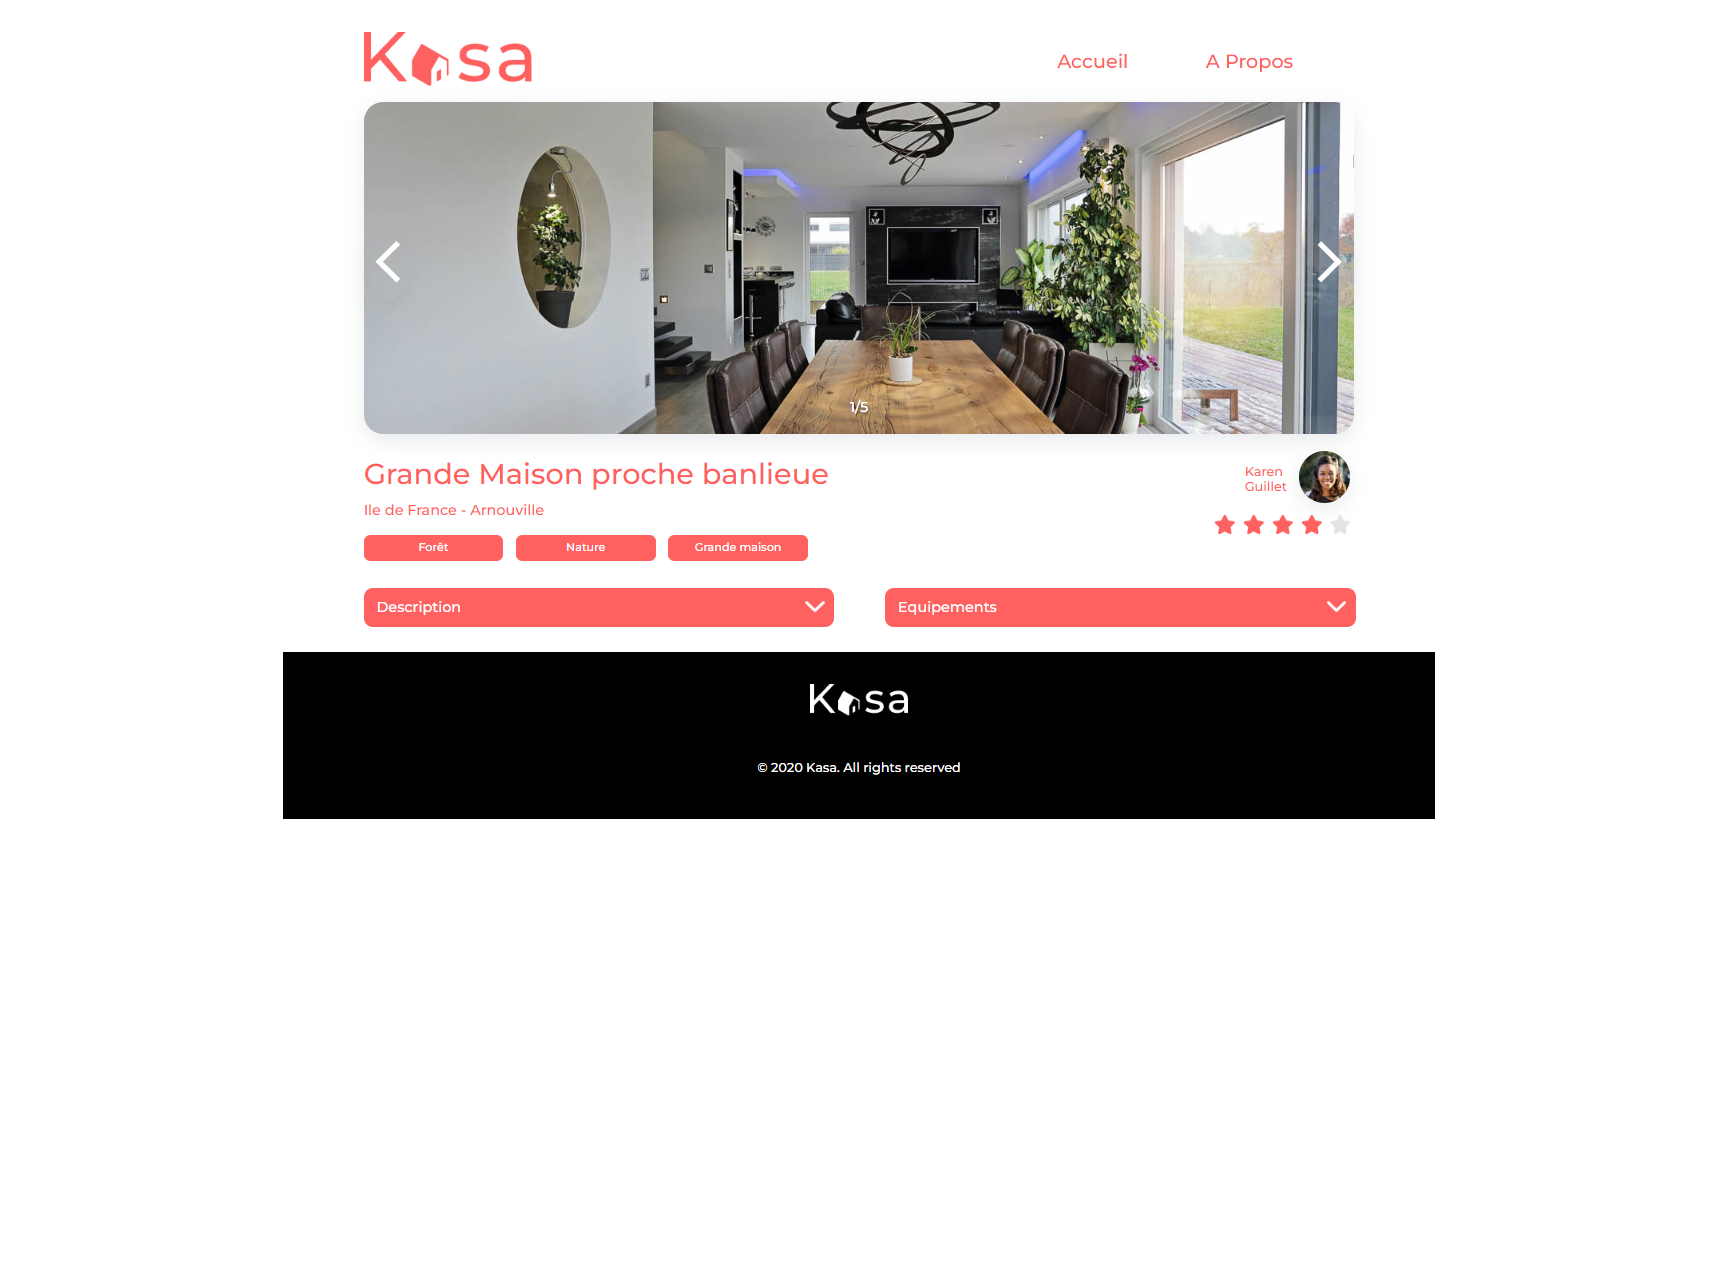 Kasa
Accueil
A Propos
1/5
Grande Maison proche banlieue
Ile de France - Arnouville
Karen
Guillet
Forêt
Nature
Grande maison
Description
Equipements
Kasa
© 2020 Kasa. All rights reserved